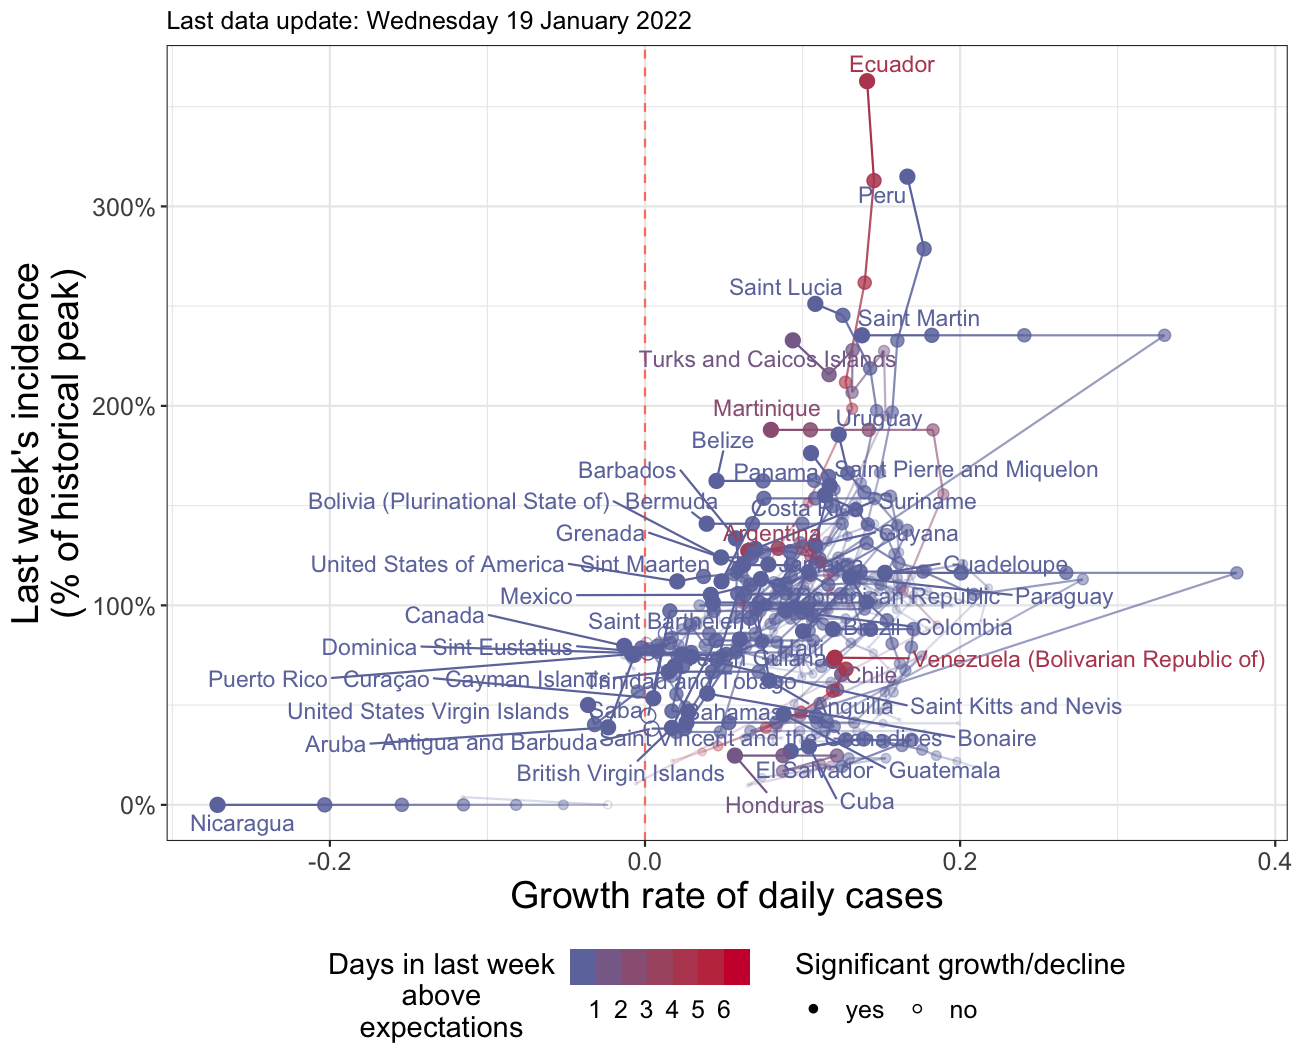 Last data update: Wednesday 19 January 2022
Last week's incidence
(% of historical peak)
300%
200%
100%
0%
Ecuador
Peru
Saint Lucia
Saint Martin
Turks and Caicos Islands
Martinique
Uruguay
Belize
Barbados
Panama
Saint Pierre and Miquelon
Bolivia (Plurinational State of)
Bermuda
Costa Rica
Suriname
Grenada
Argentina
Guyana
United States of America
Sint Maarten
Jamaica
Guadeloupe
Mexico
Dominican Republic
Paraguay
Canada
Saint Barthelemy
Brazil
Colombia
Dominica
Sint Eustatius
Haiti
French Guiana
Venezuela (Bolivarian Republic of)
Puerto Rico
Curaçao
Cayman Islands
Trinidad and Tobago
Chile
United States Virgin Islands
Saba
Bahamas
Anguilla
Saint Kitts and Nevis
Aruba
Antigua and Barbuda
Saint Vincent and the Grenadines
Bonaire
British Virgin Islands
El Salvador
Guatemala
Honduras
Cuba
Nicaragua
-0.2
0.0
0.2
0.4
Growth rate of daily cases
Days in last week
above
expectations
1 2 3 4 5 6
Significant growth/decline
yes
no